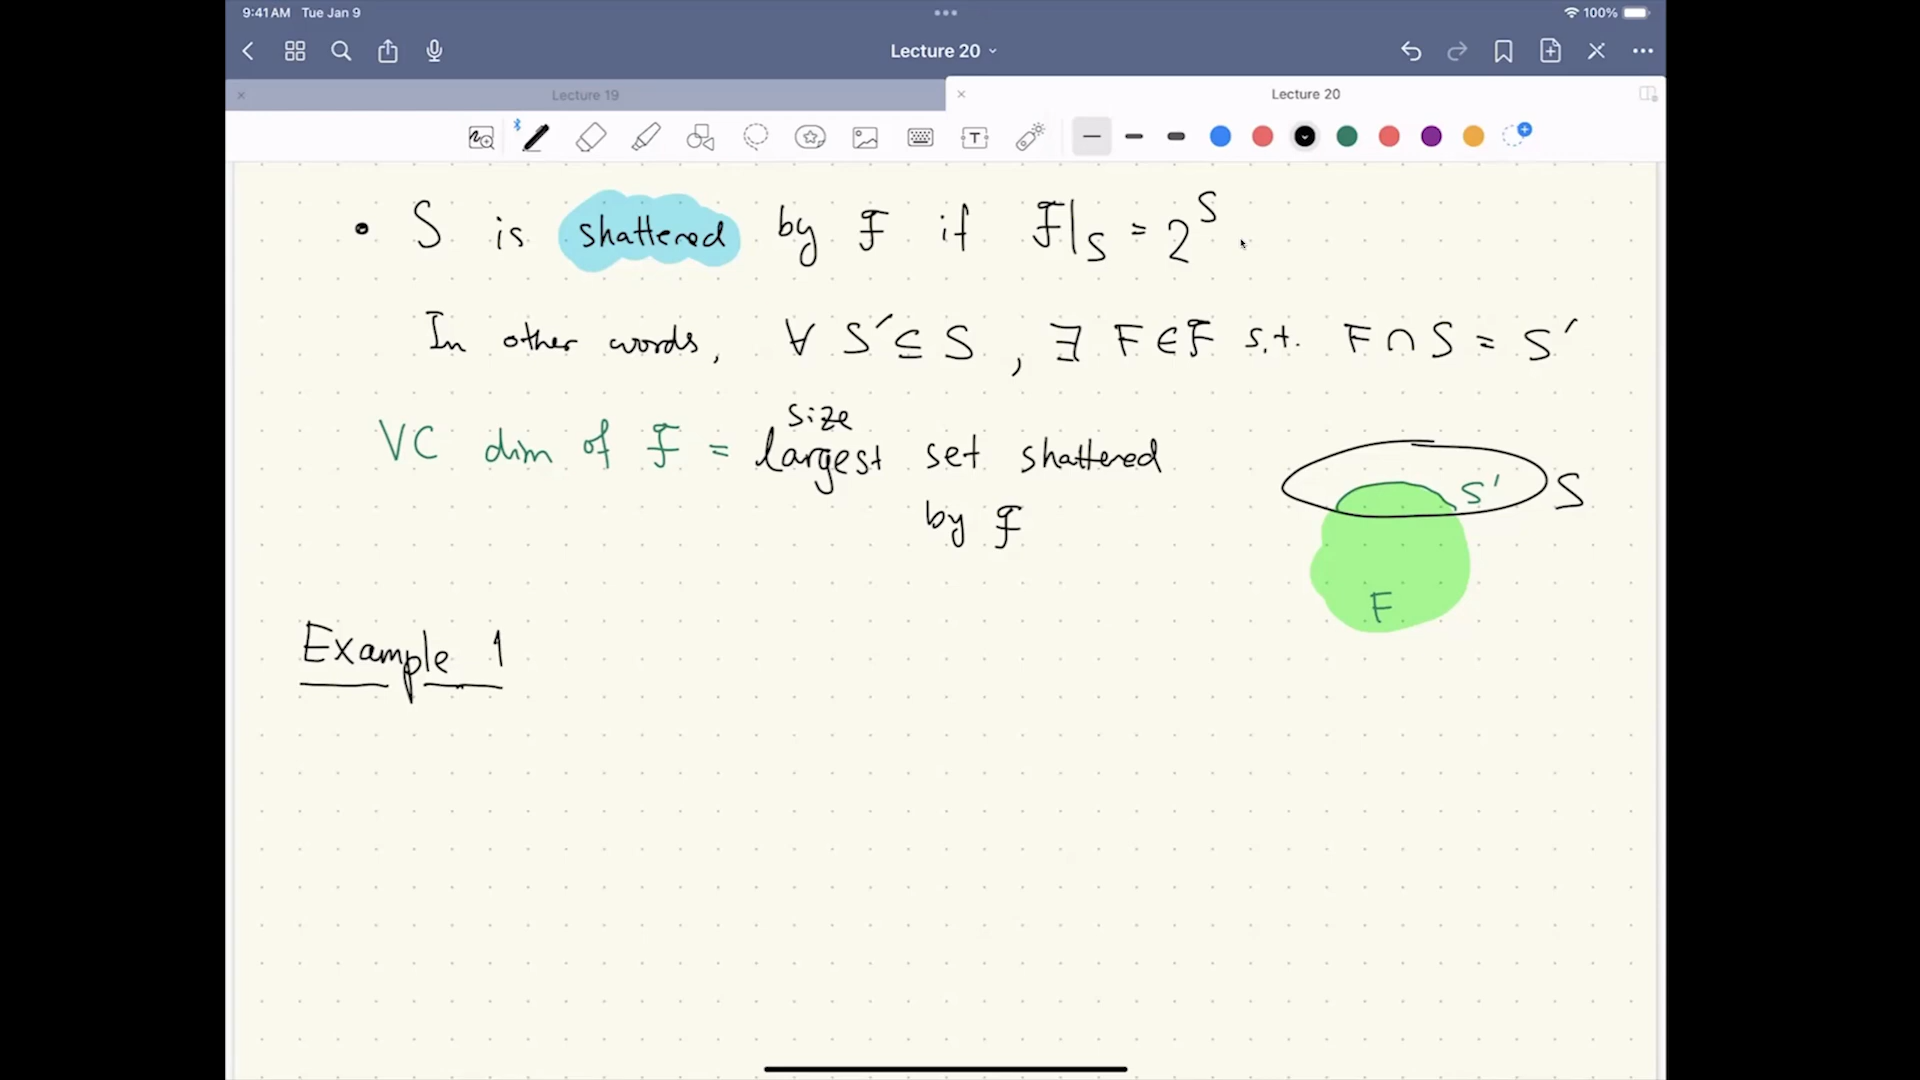 9:41 AM Tue Jan 9
100%
Lecture 20
Lecture 19
Lecture 20
• S is shattered by F if F|_S = 2^S.
In other words, ∀ S' ⊆ S, ∃ F ∈ F s.t. F ∩ S = S'
size
VC dim of F = largest set shattered
by F
S'
S
F
Example 1